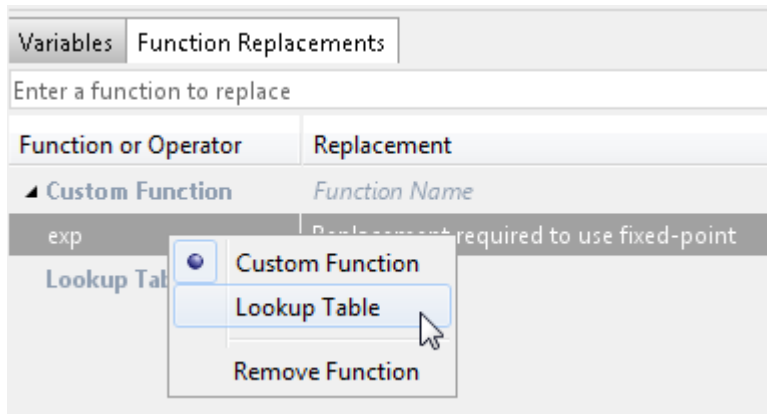 Variables Function Replacements
Enter a function to replace
Function or Operator Replacement
Custom Function Function Name
exp required to use fixed-point
Custom Function
Lookup
Lookup Table
Remove Function